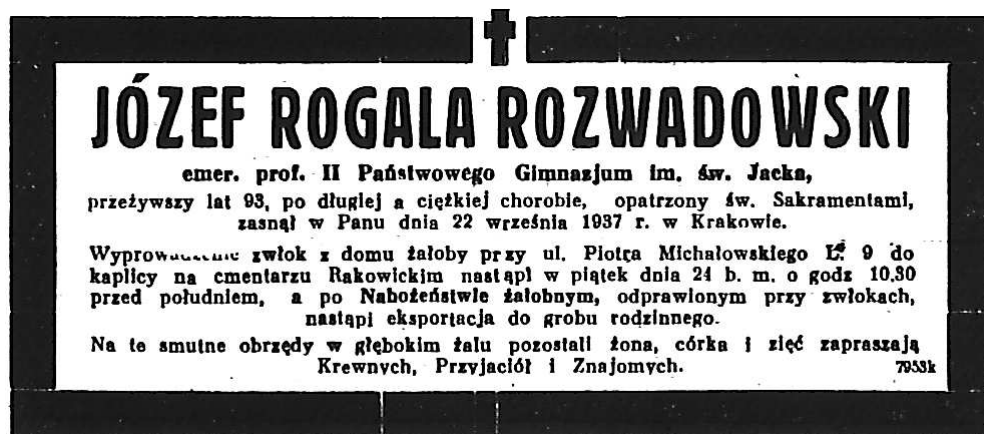 JÓZEF ROGALA ROZWADOWSKI
emer. prof. II Państwowego Gimnazjum im. św. Jacka,
przeżywszy lat 93, po długiej a ciężkiej chorobie, opatrzony św. Sakramentami,
zasnął w Panu dnia 22 września 1937 r. w Krakowie.
Wyprowadzenie zwłok z domu żałoby przy ul. Piotra Michałowskiego L. 9 do
kaplicy na cmentarzu Rakowickim nastąpi w piątek dnia 24 b. m. o godz 10.30
przed południem, a po Nabożeństwie żałobnym, odprawionym przy zwłokach,
nastąpi eksportacja do grobu rodzinnego.
Na te smutne obrzędy w głębokim żalu pozostali żona, córka i zięć zapraszają
Krewnych, Przyjaciół i Znajomych.
7953k